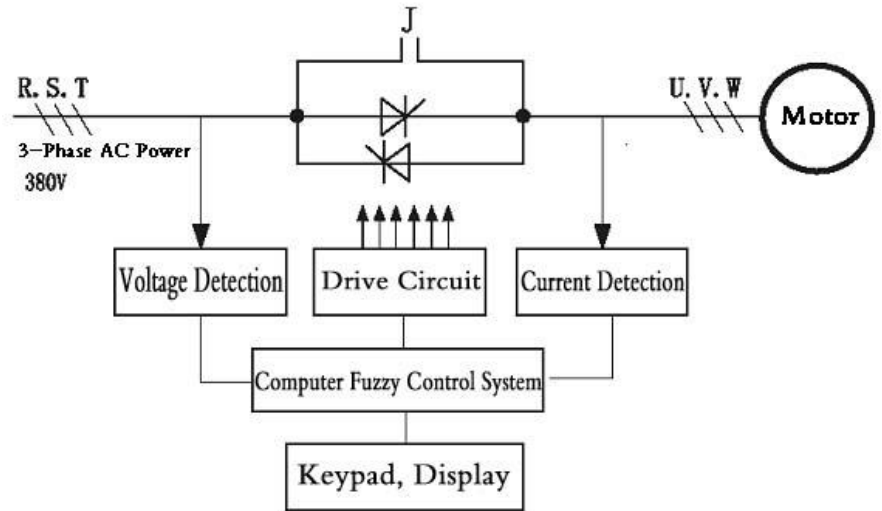 J
R.S.T
U.V.W
Motor
3-Phase AC Power
380V
Voltage Detection
Drive Circuit
Current Detection
Computer Fuzzy Control System
Keypad, Display